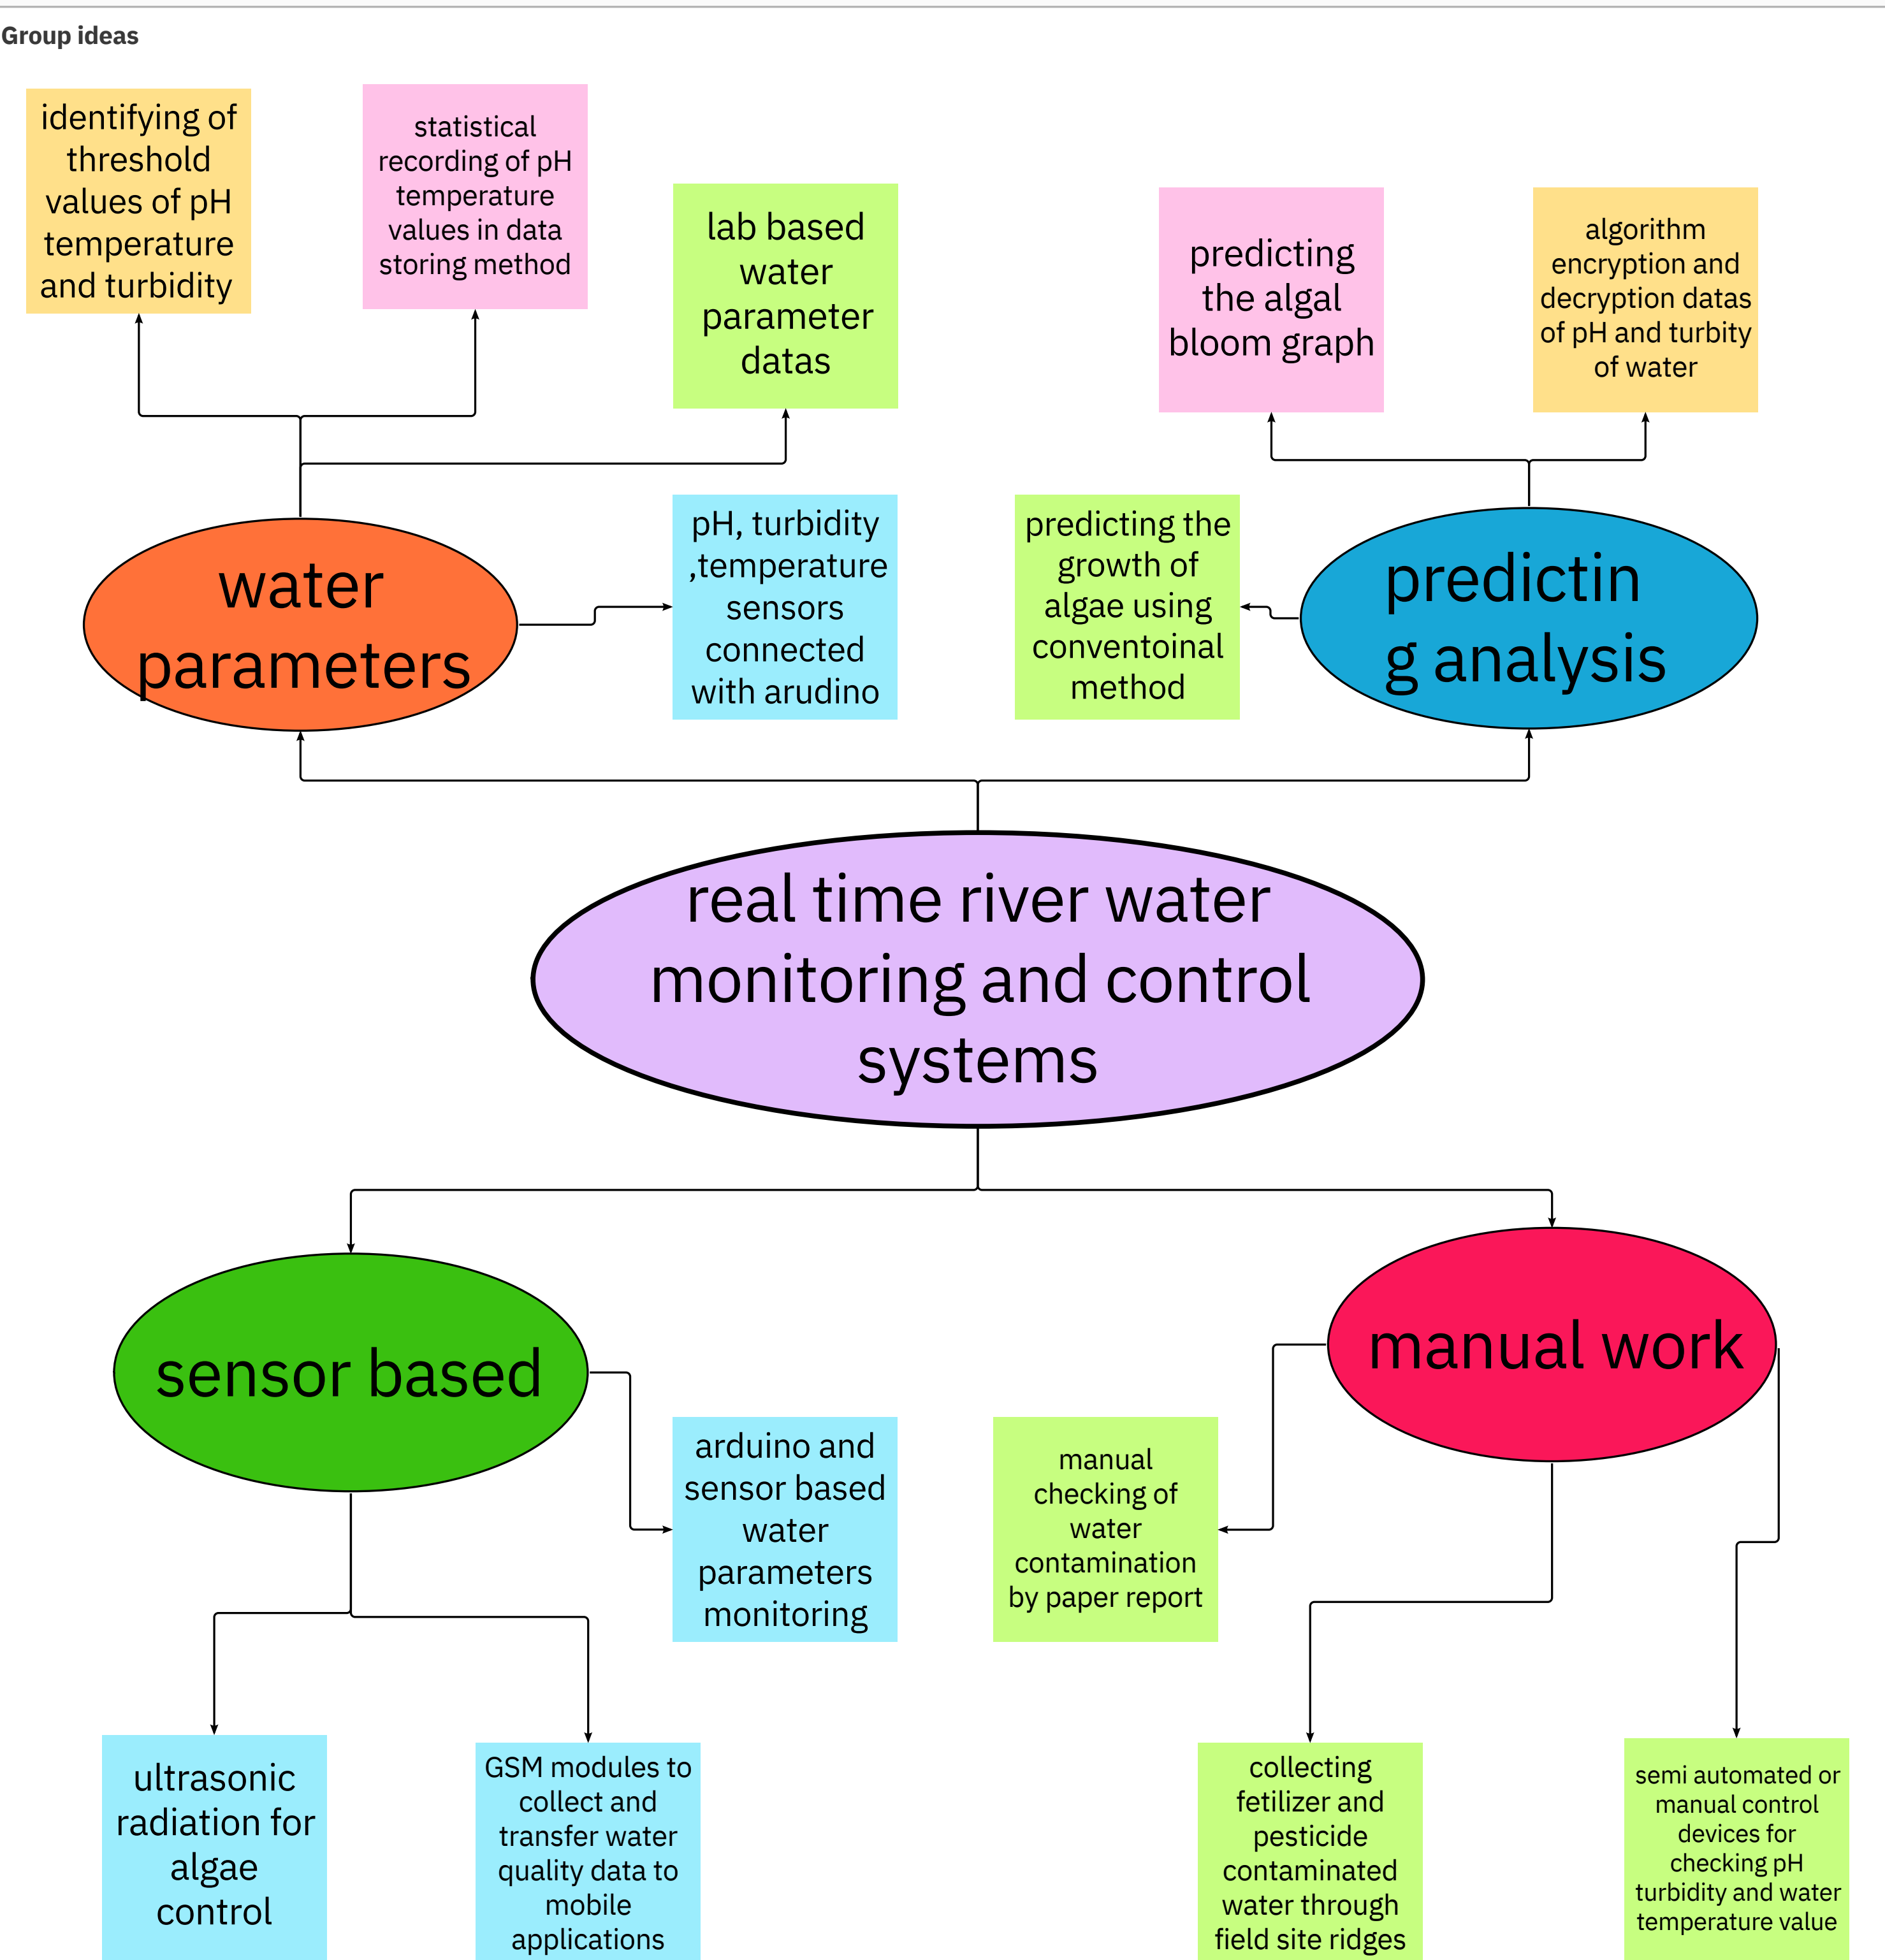 Group ideas
identifying of
threshold
values of pH
temperature
and turbidity
statistical
recording of pH
temperature
values in data
storing method
lab based
water
parameter
datas
predicting
the algal
bloom graph
algorithm
encryption and
decryption datas
of pH and turbity
of water
water
parameters
pH, turbidity
,temperature
sensors
connected
with arudino
predicting the
growth of
algae using
conventoinal
method
predictin
g analysis
real time river water
monitoring and control
systems
sensor based
manual work
arduino and
sensor based
water
parameters
monitoring
manual
checking of
water
contamination
by paper report
ultrasonic
radiation for
algae
control
GSM modules to
collect and
transfer water
quality data to
mobile
applications
collecting
fetilizer and
pesticide
contaminated
water through
field site ridges
semi automated or
manual control
devices for
checking pH
turbidity and water
temperature value